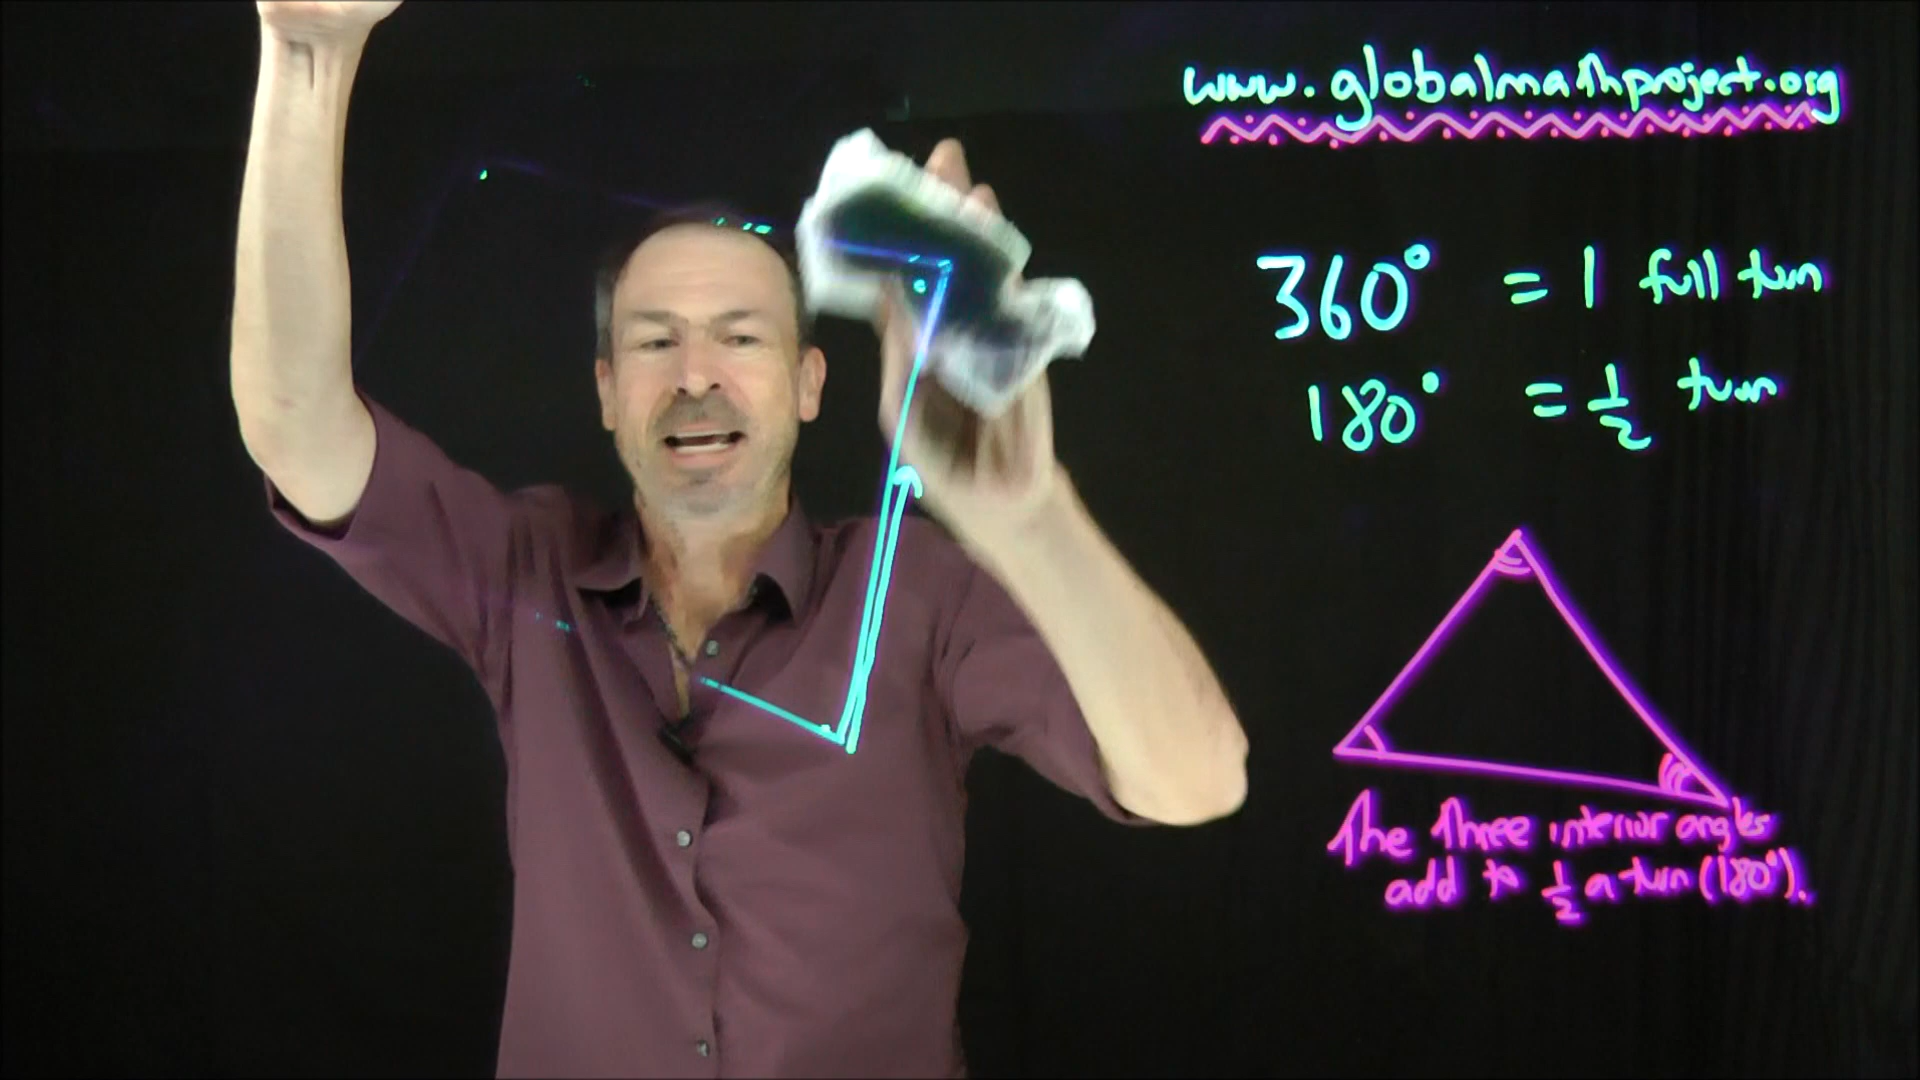 www.globalmathproject.org
360° = 1 full turn
180° = 1/2 turn
The three interior angles
add to 1/2 a turn (180°).